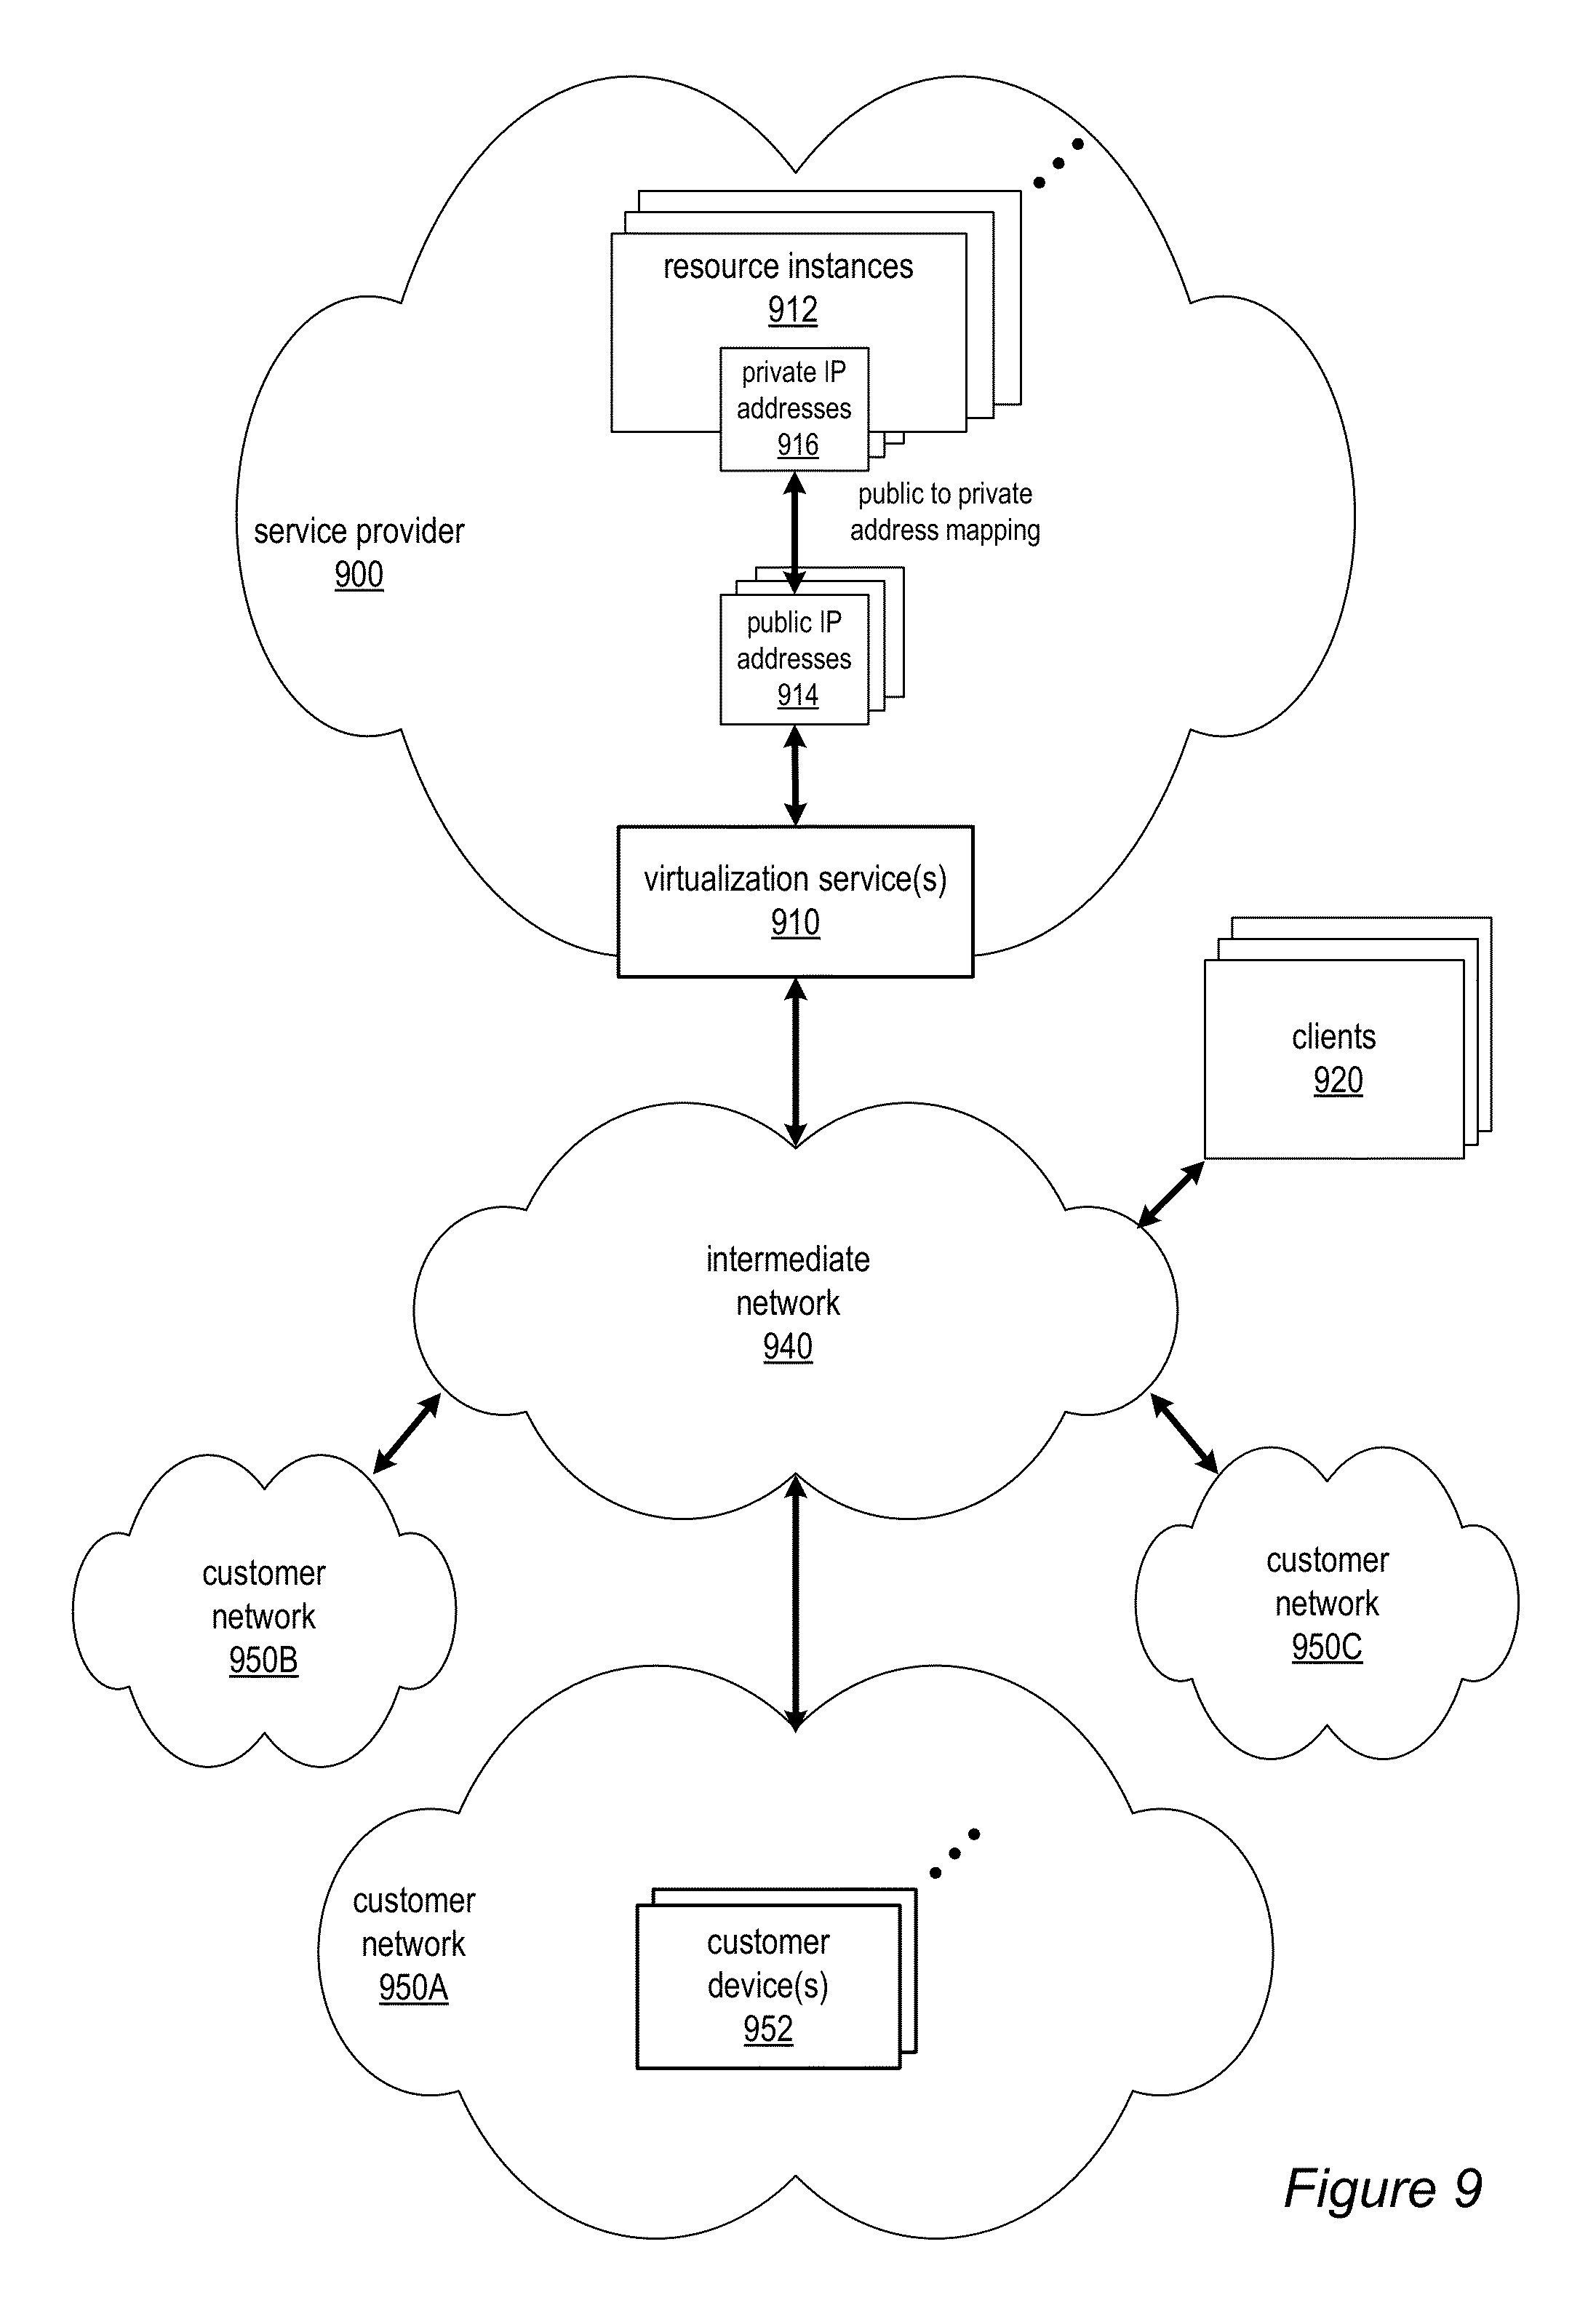 resource instances
912
private IP
addresses
916
public to private
address mapping
service provider
900
public IP
addresses
914
virtualization service(s)
910
clients
920
intermediate
network
940
customer
network
950B
customer
network
950C
customer
network
950A
customer
device(s)
952
Figure 9